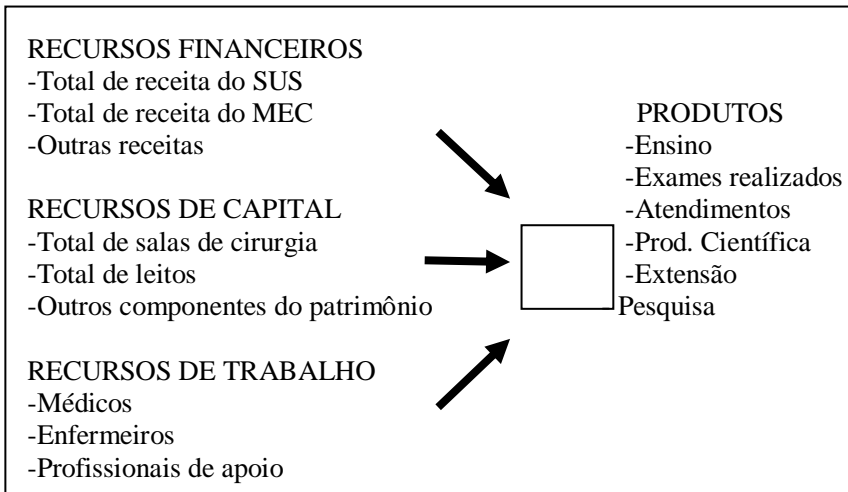 RECURSOS FINANCEIROS
-Total de receita do SUS
-Total de receita do MEC
-Outras receitas
RECURSOS DE CAPITAL
-Total de salas de cirurgia
-Total de leitos
-Outros componentes do patrimônio
RECURSOS DE TRABALHO
-Médicos
-Enfermeiros
-Profissionais de apoio
PRODUTOS
-Ensino
-Exames realizados
-Atendimentos
-Prod. Científica
-Extensão
Pesquisa